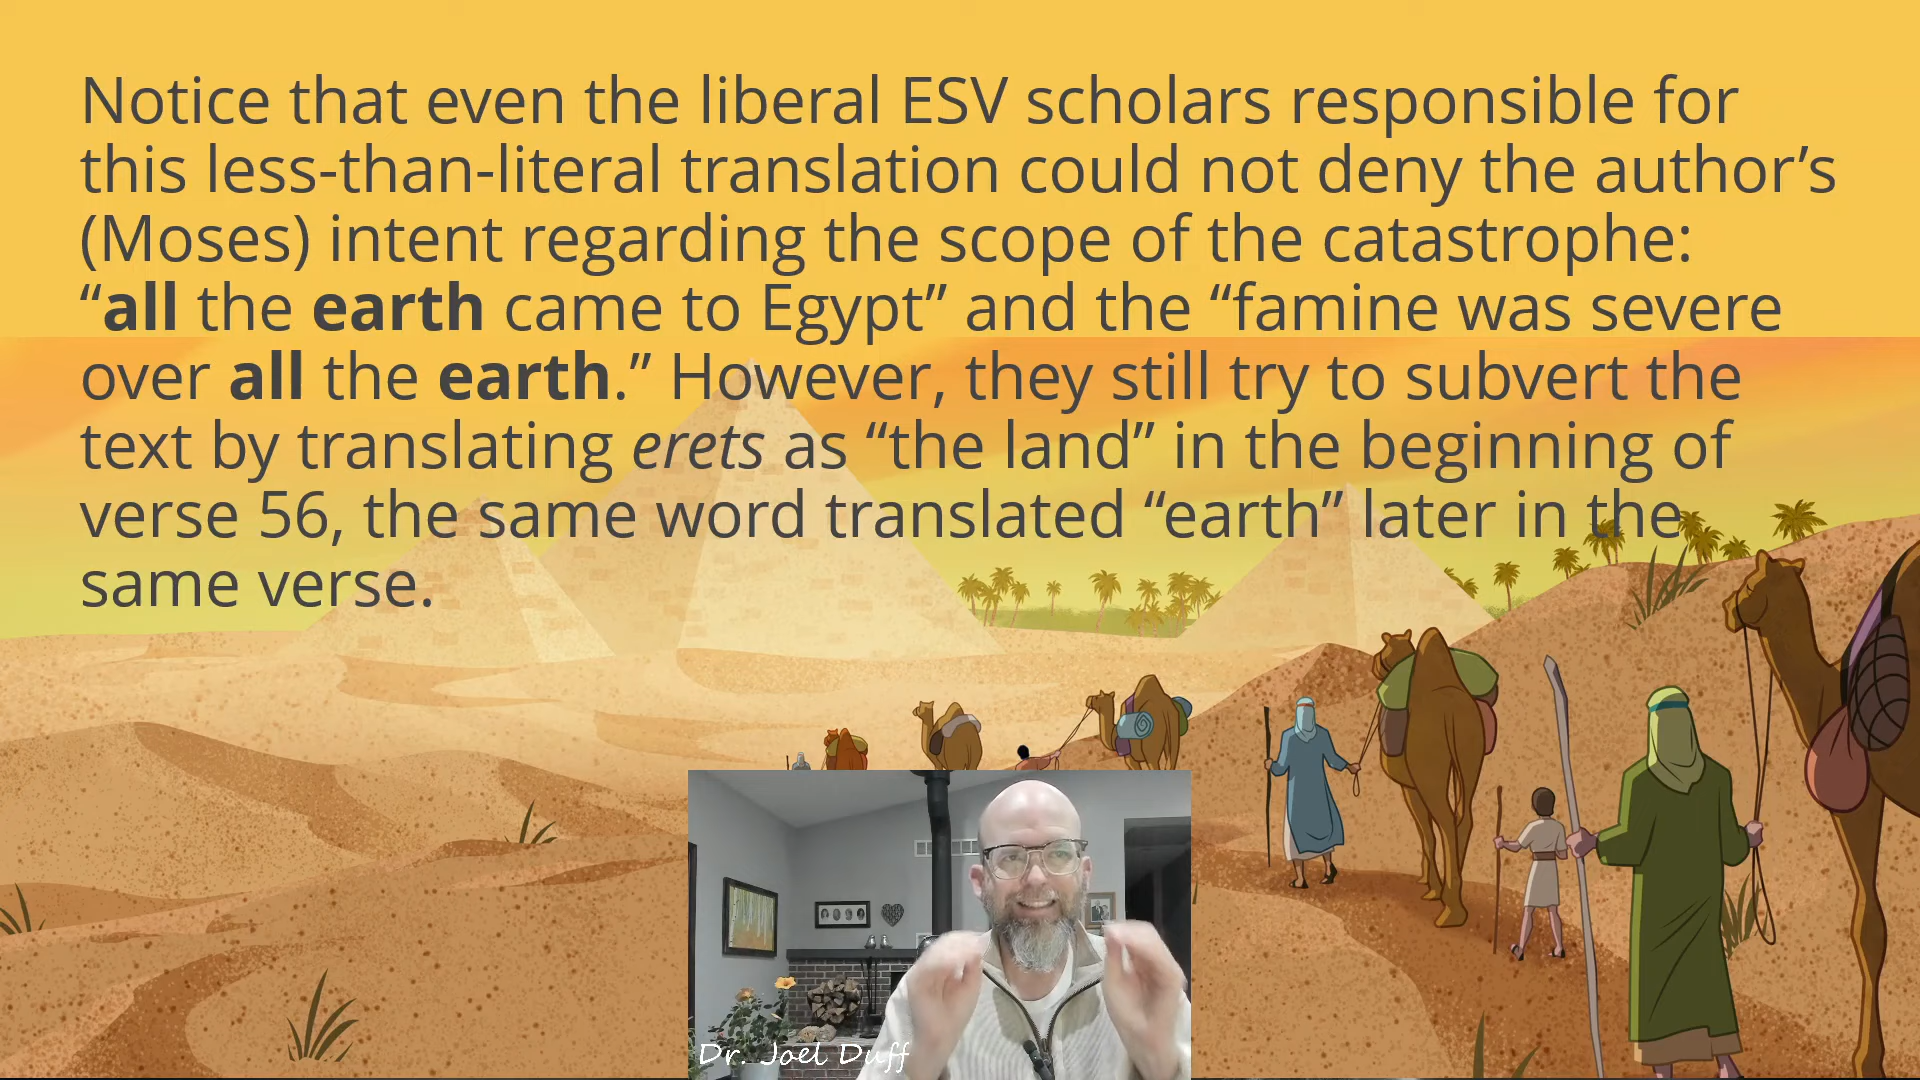 Notice that even the liberal ESV scholars responsible for
this less-than-literal translation could not deny the author’s
(Moses) intent regarding the scope of the catastrophe:
“all the earth came to Egypt” and the “famine was severe
over all the earth.” However, they still try to subvert the
text by translating erets as “the land” in the beginning of
verse 56, the same word translated “earth” later in the
same verse.
Dr. Joel Duff